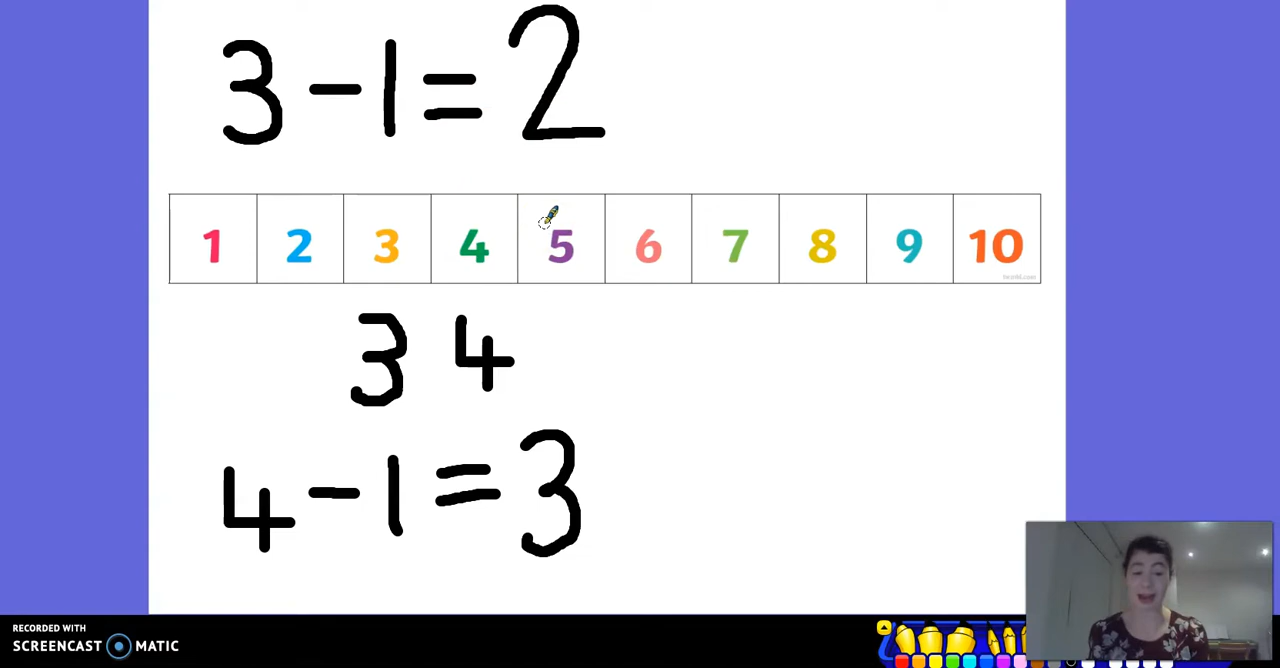 3 - 1 = 2
1 2 3 4 5 6 7 8 9 10
3 4
4 - 1 = 3
RECORDED WITH
SCREENCAST MATIC